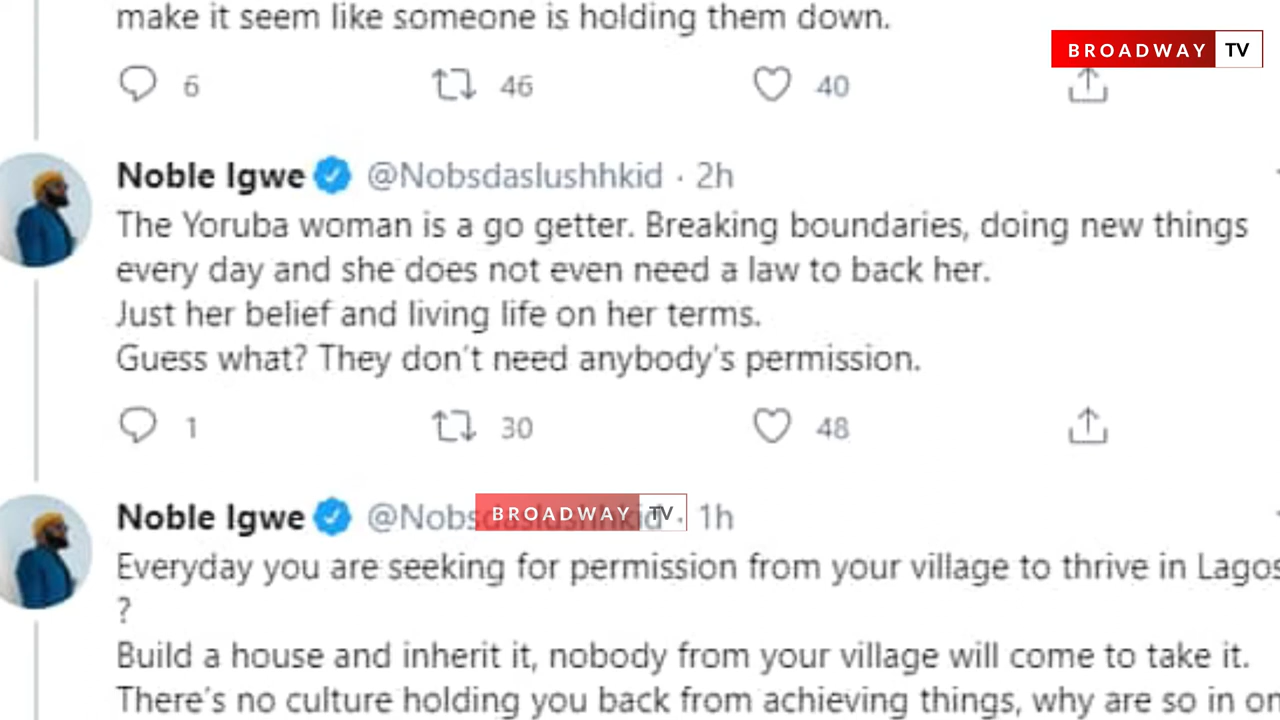 make it seem like someone is holding them down.
BROADWAY TV
6 46 40
Noble Igwe @Nobsdaslushhkid · 2h
The Yoruba woman is a go getter. Breaking boundaries, doing new things
every day and she does not even need a law to back her.
Just her belief and living life on her terms.
Guess what? They don't need anybody's permission.
1 30 48
Noble Igwe @Nobsdaslushhkid · 1h
BROADWAY TV
Everyday you are seeking for permission from your village to thrive in Lagos
?
Build a house and inherit it, nobody from your village will come to take it.
There's no culture holding you back from achieving things, why are so in on